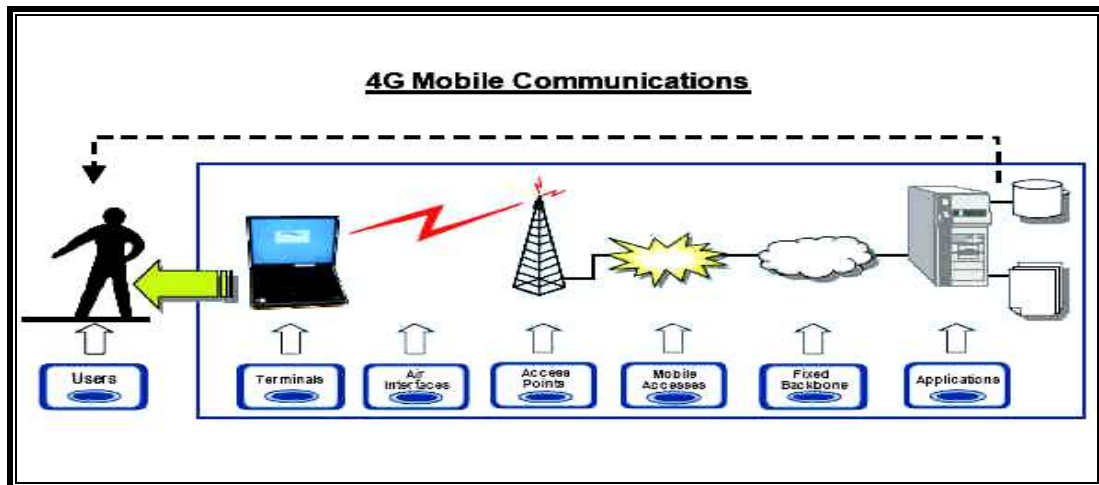 4G Mobile Communications
Users
Terminals
Air
Interfaces
Access
Points
Mobile
Accesses
Fixed
Backbone
Applications